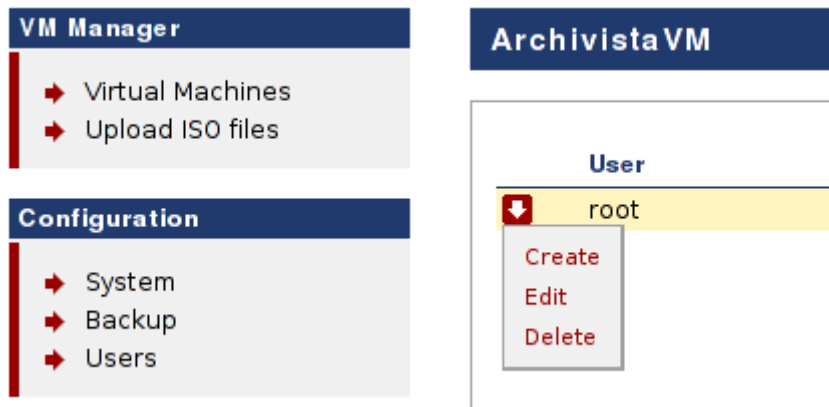 VM Manager
Virtual Machines
Upload ISO files
Configuration
System
Backup
Users
ArchivistaVM
User
root
Create
Edit
Delete